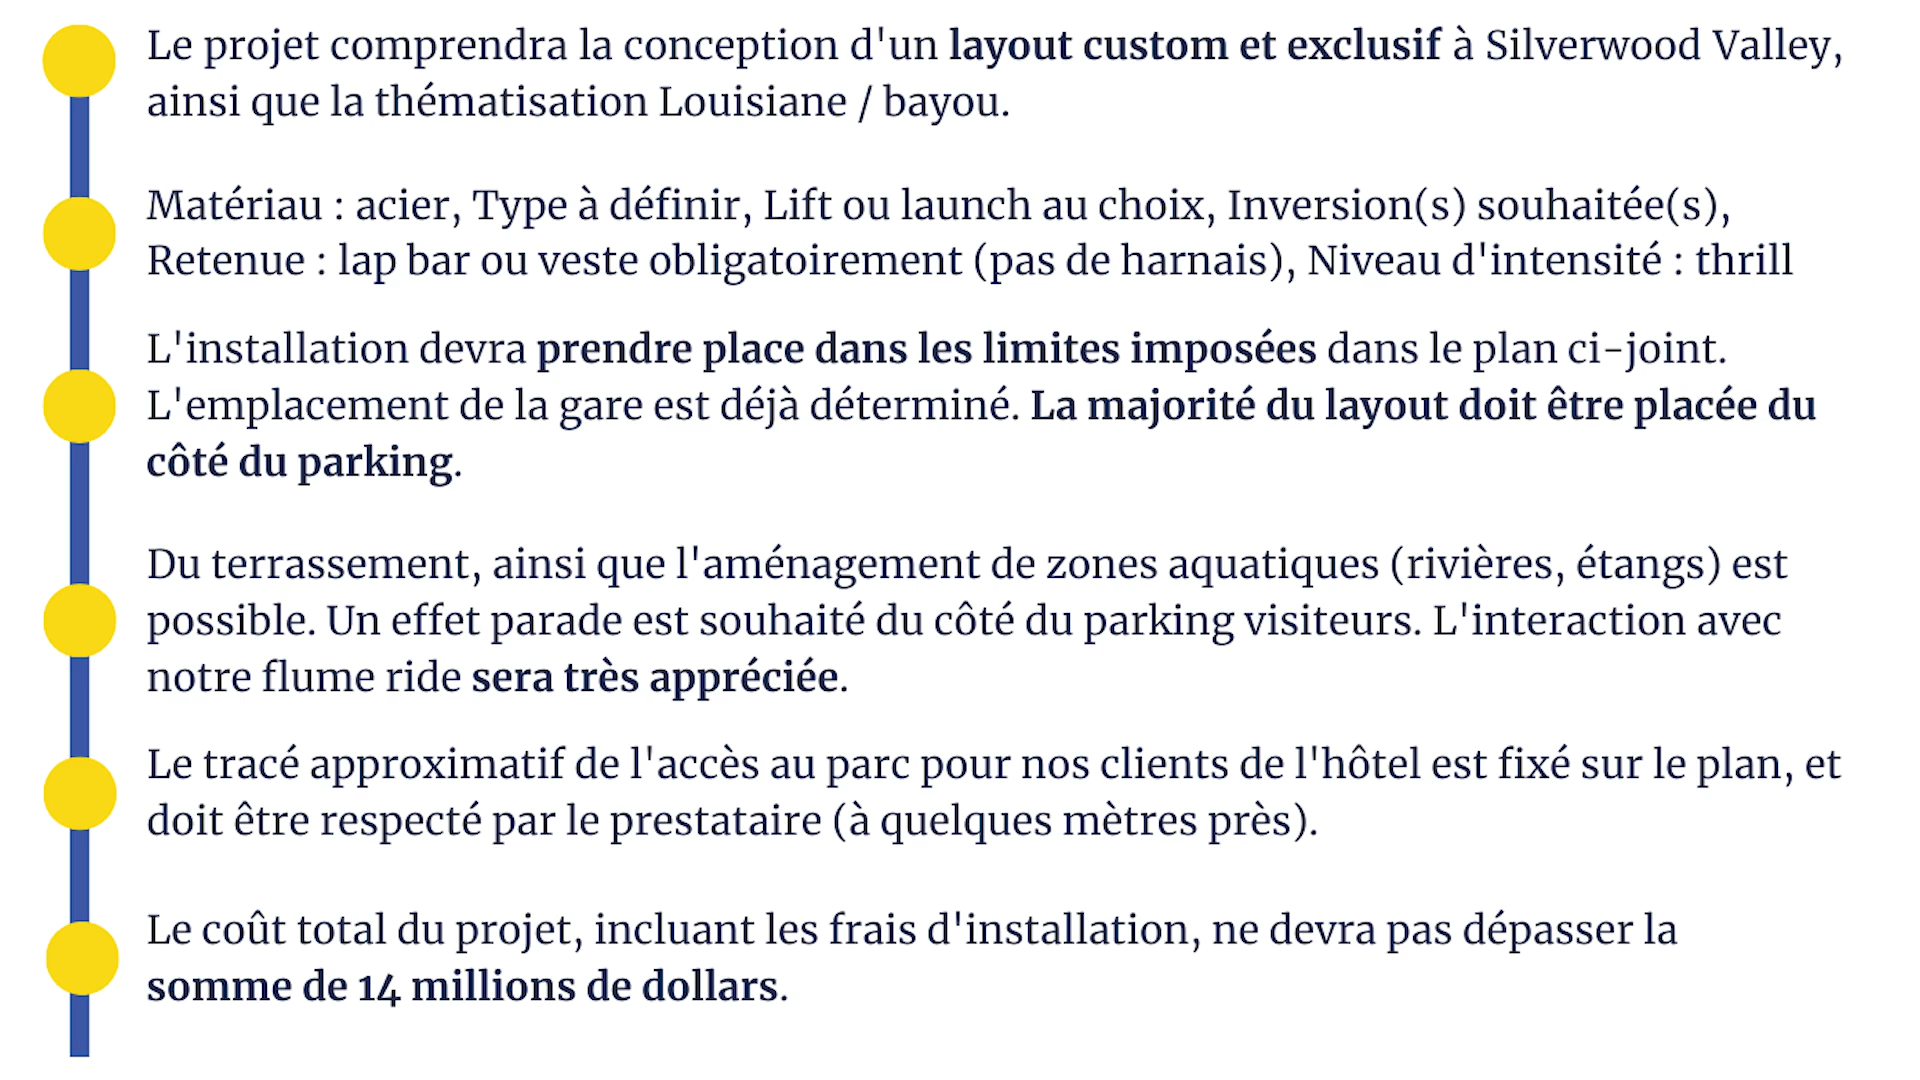 Le projet comprendra la conception d'un layout custom et exclusif à Silverwood Valley,
ainsi que la thématisation Louisiane / bayou.
Matériau : acier, Type à définir, Lift ou launch au choix, Inversion(s) souhaitée(s),
Retenue : lap bar ou veste obligatoirement (pas de harnais), Niveau d'intensité : thrill
L'installation devra prendre place dans les limites imposées dans le plan ci-joint.
L'emplacement de la gare est déjà déterminé. La majorité du layout doit être placée du
côté du parking.
Du terrassement, ainsi que l'aménagement de zones aquatiques (rivières, étangs) est
possible. Un effet parade est souhaité du côté du parking visiteurs. L'interaction avec
notre flume ride sera très appréciée.
Le tracé approximatif de l'accès au parc pour nos clients de l'hôtel est fixé sur le plan, et
doit être respecté par le prestataire (à quelques mètres près).
Le coût total du projet, incluant les frais d'installation, ne devra pas dépasser la
somme de 14 millions de dollars.